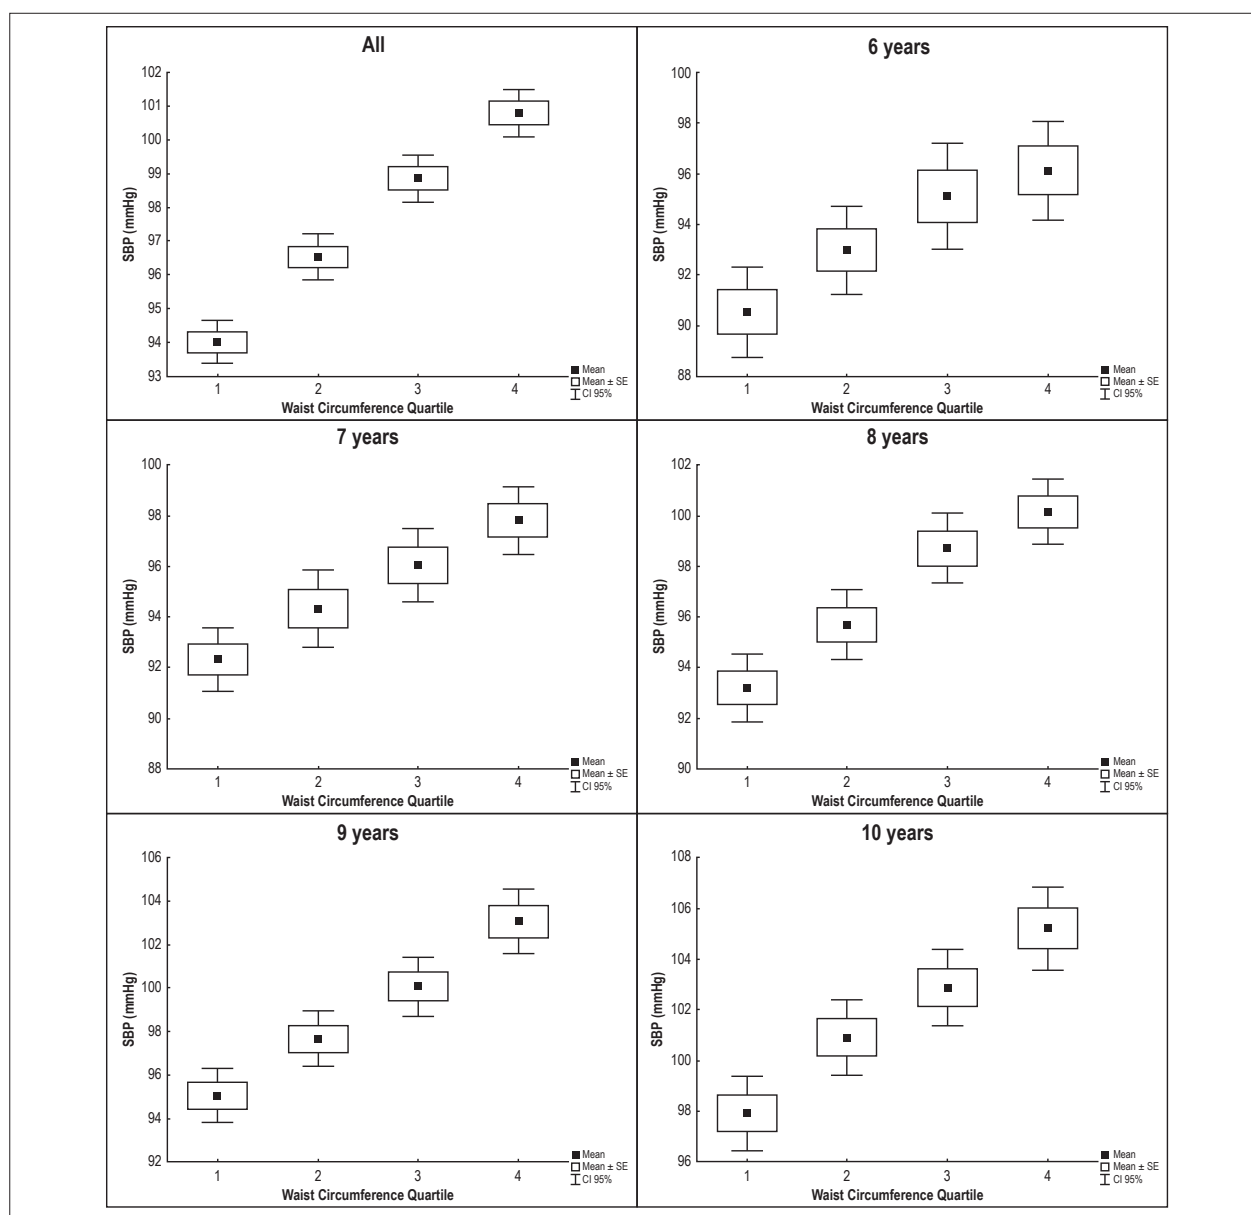 All
102
101
100
99
98
97
96
95
94
93
SBP (mmHg)
1 2 3 4
Waist Circumference Quartile
Mean
Mean ± SE
CI 95%
6 years
100
98
96
94
92
90
88
SBP (mmHg)
1 2 3 4
Waist Circumference Quartile
Mean
Mean ± SE
CI 95%
7 years
100
98
96
94
92
90
88
SBP (mmHg)
1 2 3 4
Waist Circumference Quartile
Mean
Mean ± SE
CI 95%
8 years
102
100
98
96
94
92
90
SBP (mmHg)
1 2 3 4
Waist Circumference Quartile
Mean
Mean ± SE
CI 95%
9 years
106
104
102
100
98
96
94
92
SBP (mmHg)
1 2 3 4
Waist Circumference Quartile
Mean
Mean ± SE
CI 95%
10 years
108
106
104
102
100
98
96
SBP (mmHg)
1 2 3 4
Waist Circumference Quartile
Mean
Mean ± SE
CI 95%